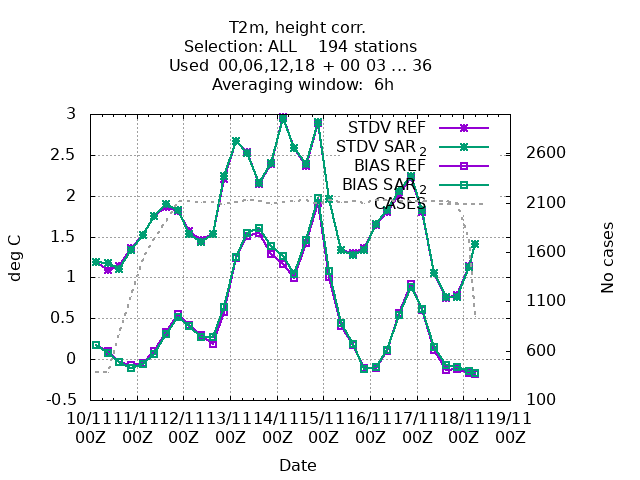 T2m, height corr.
Selection: ALL 194 stations
Used 00,06,12,18 + 00 03 ... 36
Averaging window: 6h
3
2.5
2
1.5
1
0.5
0
-0.5
deg C
STDV REF
STDV SAR_2
BIAS REF
BIAS SAR_2
CASES
2600
2100
1600
1100
600
100
No cases
10/11 11/11 12/11 13/11 14/11 15/11 16/11 17/11 18/11 19/11
00Z 00Z 00Z 00Z 00Z 00Z 00Z 00Z 00Z 00Z
Date